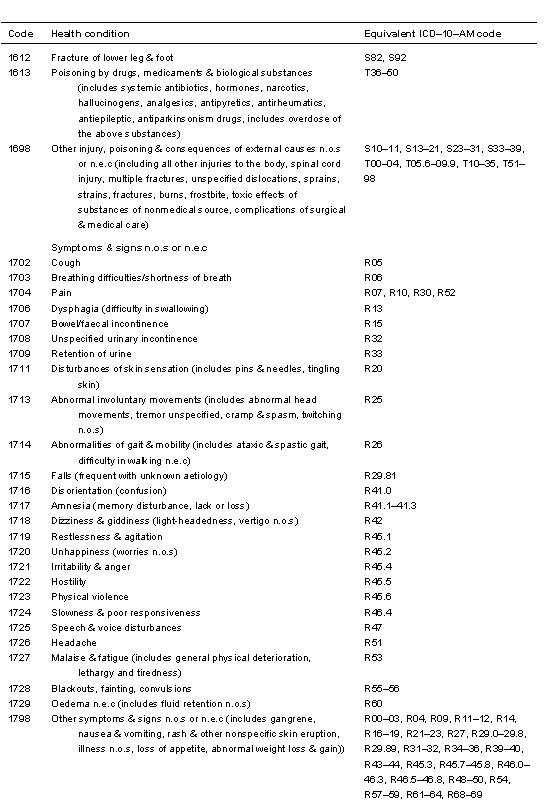 Code Health condition Equivalent ICD–10–AM code
1612 Fracture of lower leg & foot S82, S92
1613 Poisoning by drugs, medicaments & biological substances T36–50
(includes systemic antibiotics, hormones, narcotics,
hallucinogens, analgesics, antipyretics, antirheumatics,
antiepileptic, antiparkinsonism drugs, includes overdose of
the above substances)
1698 Other injury, poisoning & consequences of external causes n.o.s S10–11, S13–21, S23–31, S33–39,
or n.e.c (including all other injuries to the body, spinal cord T00–04, T05.6–09.9, T10–35, T51–
injury, multiple fractures, unspecified dislocations, sprains, 98
strains, fractures, burns, frostbite, toxic effects of
substances of nonmedical source, complications of surgical
& medical care)
Symptoms & signs n.o.s or n.e.c
1702 Cough R05
1703 Breathing difficulties/shortness of breath R06
1704 Pain R07, R10, R30, R52
1706 Dysphagia (difficulty in swallowing) R13
1707 Bowel/faecal incontinence R15
1708 Unspecified urinary incontinence R32
1709 Retention of urine R33
1711 Disturbances of skin sensation (includes pins & needles, tingling R20
skin)
1713 Abnormal involuntary movements (includes abnormal head R25
movements, tremor unspecified, cramp & spasm, twitching
n.o.s)
1714 Abnormalities of gait & mobility (includes ataxic & spastic gait, R26
difficulty in walking n.e.c)
1715 Falls (frequent with unknown aetiology) R29.81
1716 Disorientation (confusion) R41.0
1717 Amnesia (memory disturbance, lack or loss) R41.1–41.3
1718 Dizziness & giddiness (light-headedness, vertigo n.o.s) R42
1719 Restlessness & agitation R45.1
1720 Unhappiness (worries n.o.s) R45.2
1721 Irritability & anger R45.4
1722 Hostility R45.5
1723 Physical violence R45.6
1724 Slowness & poor responsiveness R46.4
1725 Speech & voice disturbances R47
1726 Headache R51
1727 Malaise & fatigue (includes general physical deterioration, R53
lethargy and tiredness)
1728 Blackouts, fainting, convulsions R55–56
1729 Oedema n.e.c (includes fluid retention n.o.s) R60
1798 Other symptoms & signs n.o.s or n.e.c (includes gangrene, R00–03, R04, R09, R11–12, R14,
nausea & vomiting, rash & other nonspecific skin eruption, R16–19, R21–23, R27, R29.0–29.8,
illness n.o.s, loss of appetite, abnormal weight loss & gain)) R29.89, R31–32, R34–36, R39–40,
R43–44, R45.3, R45.7–45.8, R46.0–
46.3, R46.5–46.8, R48–50, R54,
R57–59, R61–64, R68–69